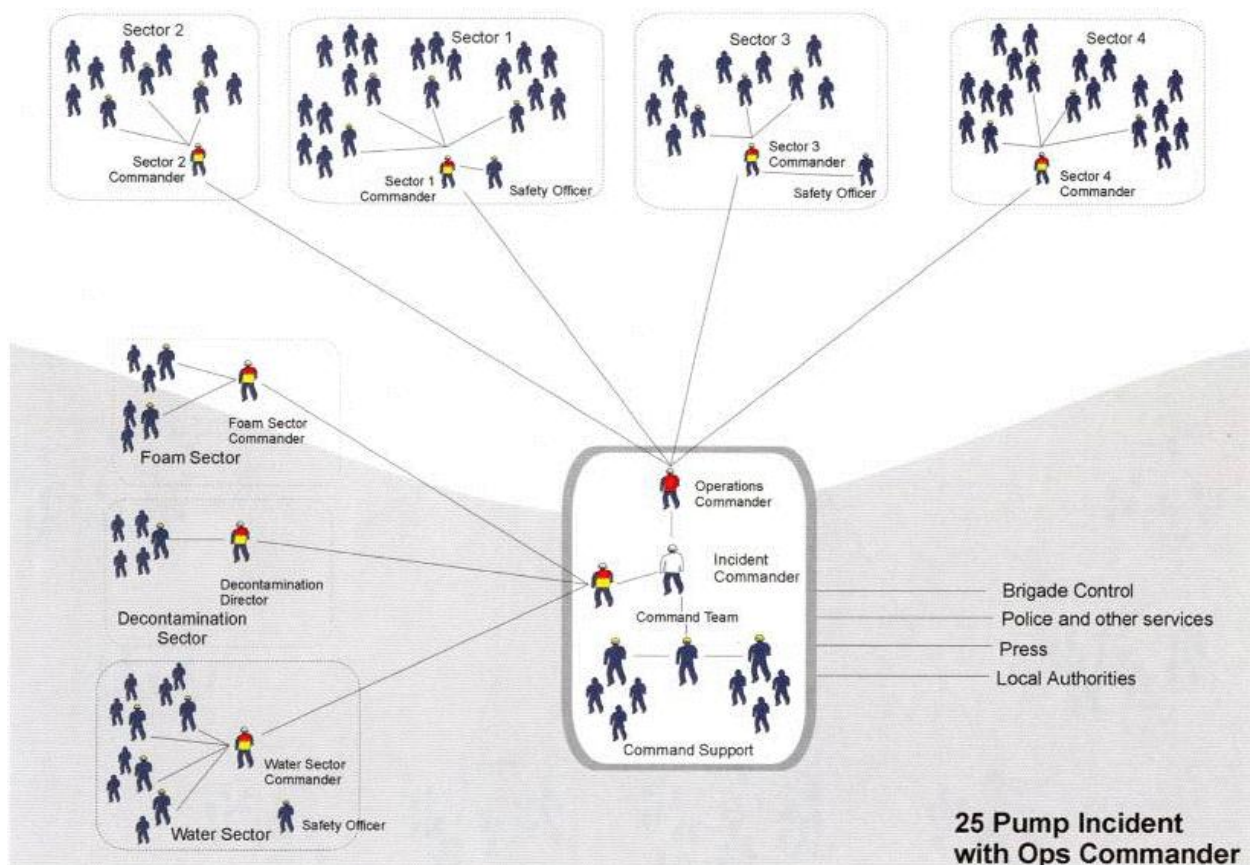 Sector 2
Sector 1
Sector 3
Sector 4
Sector 2
Commander
Sector 1
Commander
Safety Officer
Sector 3
Commander
Safety Officer
Sector 4
Commander
Foam Sector
Commander
Foam Sector
Operations
Commander
Incident
Commander
Decontamination
Director
Decontamination
Sector
Command Team
Brigade Control
Police and other services
Press
Local Authorities
Command Support
Water Sector
Commander
Water Sector
Safety Officer
25 Pump Incident
with Ops Commander